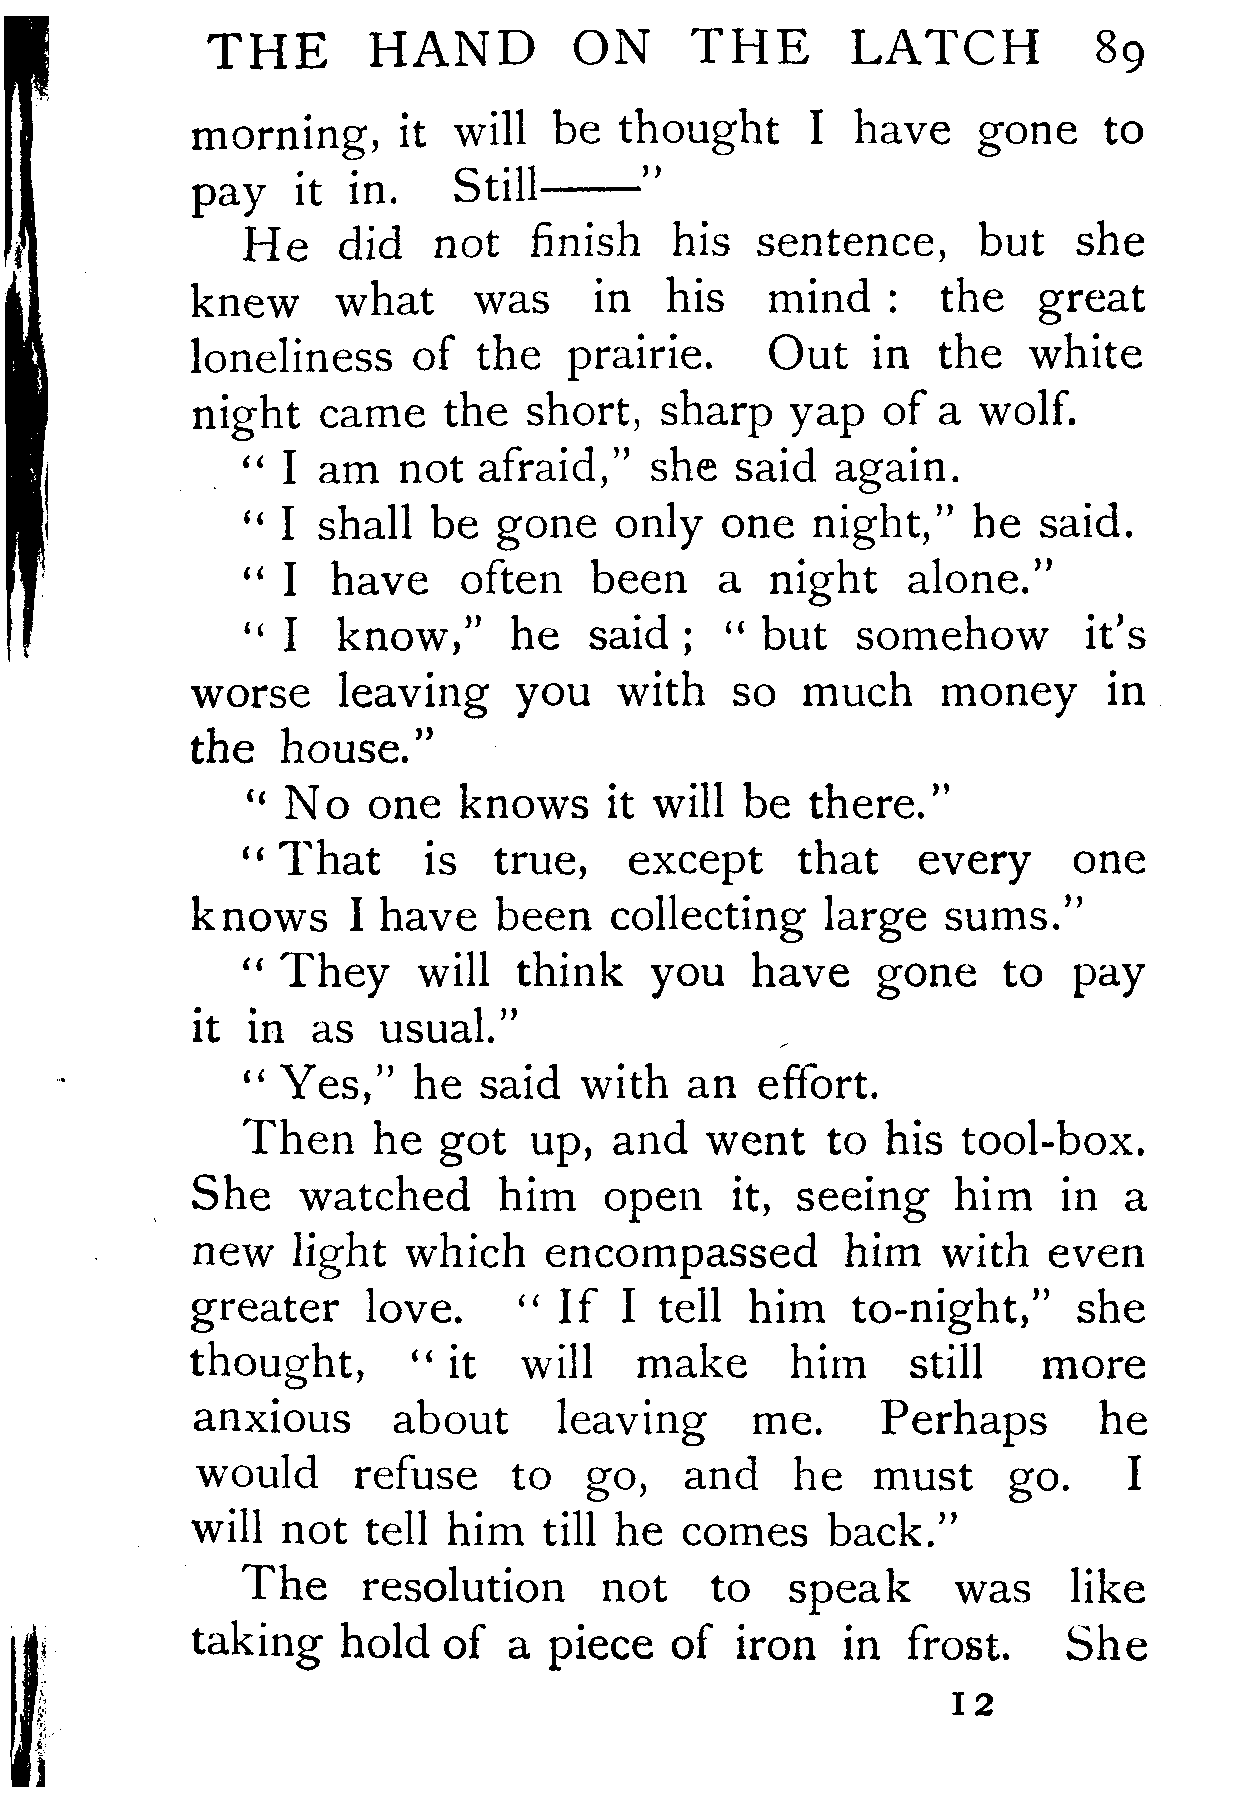 THE HAND ON THE LATCH 89
morning, it will be thought I have gone to
pay it in. Still——"
He did not finish his sentence, but she
knew what was in his mind : the great
loneliness of the prairie. Out in the white
night came the short, sharp yap of a wolf.
" I am not afraid," she said again.
" I shall be gone only one night," he said.
" I have often been a night alone."
" I know," he said ; " but somehow it's
worse leaving you with so much money in
the house."
" No one knows it will be there."
" That is true, except that every one
knows I have been collecting large sums."
" They will think you have gone to pay
it in as usual."
" Yes," he said with an effort.
Then he got up, and went to his tool-box.
She watched him open it, seeing him in a
new light which encompassed him with even
greater love. " If I tell him to-night," she
thought, " it will make him still more
anxious about leaving me. Perhaps he
would refuse to go, and he must go. I
will not tell him till he comes back."
The resolution not to speak was like
taking hold of a piece of iron in frost. She
I 2